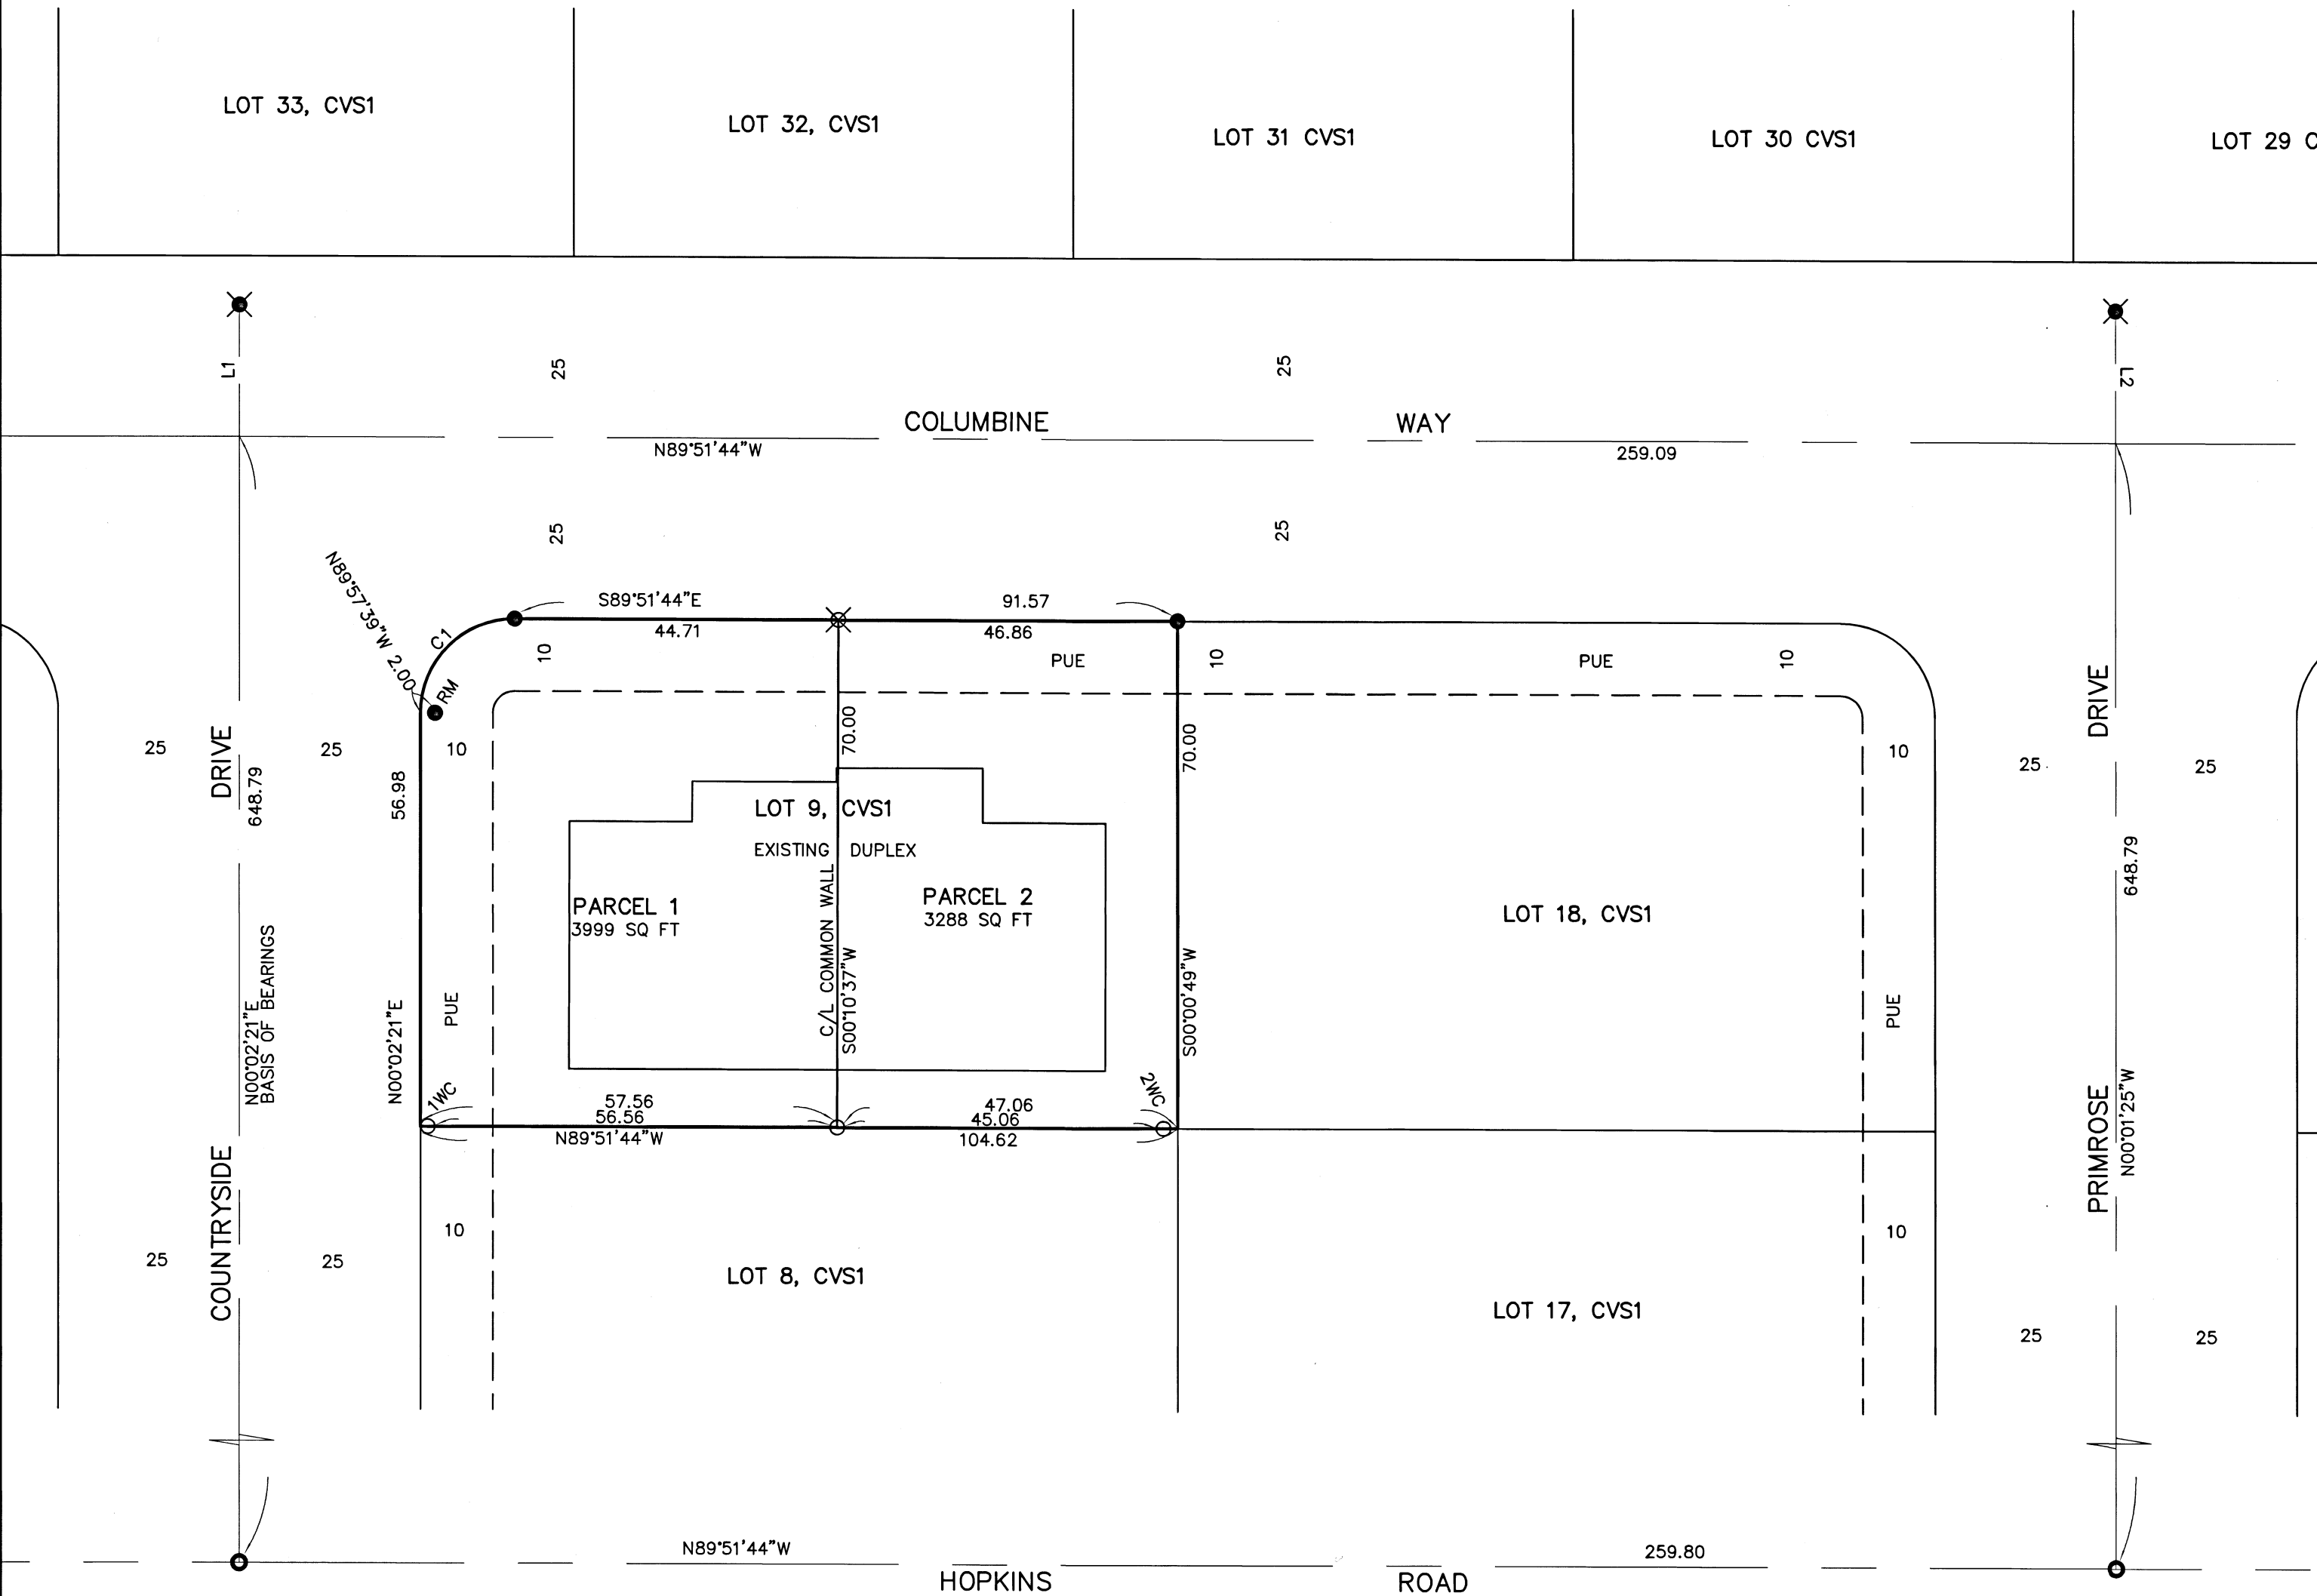 LOT 33, CVS1
LOT 32, CVS1
LOT 31 CVS1
LOT 30 CVS1
LOT 29 C
L1
25
25
L2
COLUMBINE WAY
N89°51'44"W
259.09
25
25
N89°57'39"W 2.00
C1
RM
S89°51'44"E
91.57
44.71
46.86
10
PUE
10
PUE
10
DRIVE
648.79
25
25
56.98
10
70.00
70.00
10
DRIVE
648.79
25
25
LOT 9, CVS1
EXISTING DUPLEX
PARCEL 1
3999 SQ FT
PARCEL 2
3288 SQ FT
C/L COMMON WALL
S00°10'37"W
S00°00'49"W
LOT 18, CVS1
N00°02'21"E
BASIS OF BEARINGS
N00°02'21"E
PUE
PUE
1WC
2WC
57.56
56.56
N89°51'44"W
47.06
45.06
104.62
COUNTRYSIDE
PRIMROSE
N00°01'25"W
25
25
10
LOT 8, CVS1
LOT 17, CVS1
10
25
25
N89°51'44"W
259.80
HOPKINS ROAD